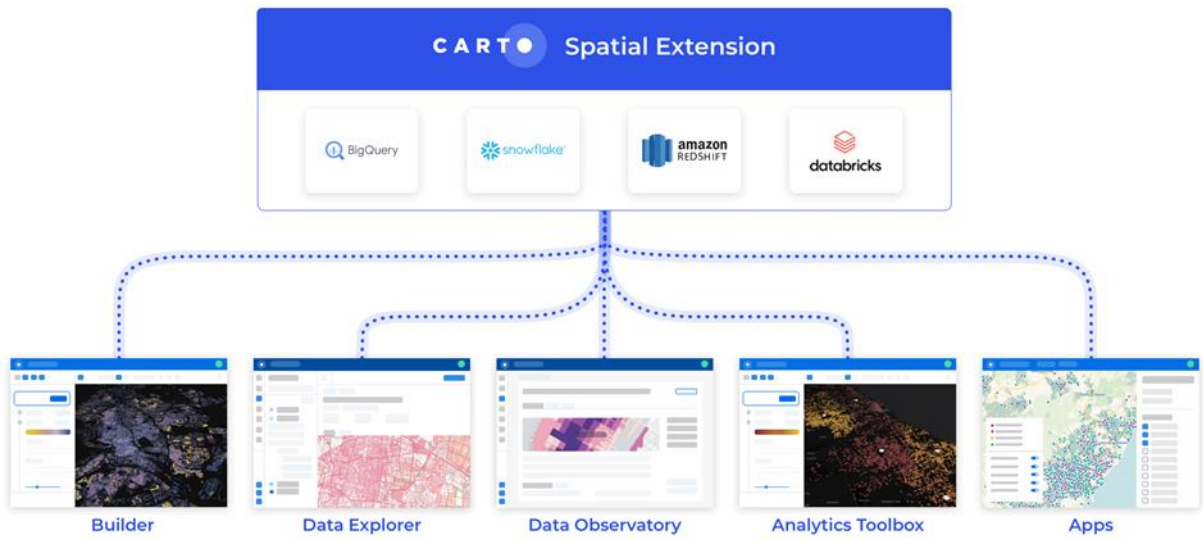 CARTO Spatial Extension
BigQuery
snowflake
amazon
REDSHIFT
databricks
Builder
Data Explorer
Data Observatory
Analytics Toolbox
Apps